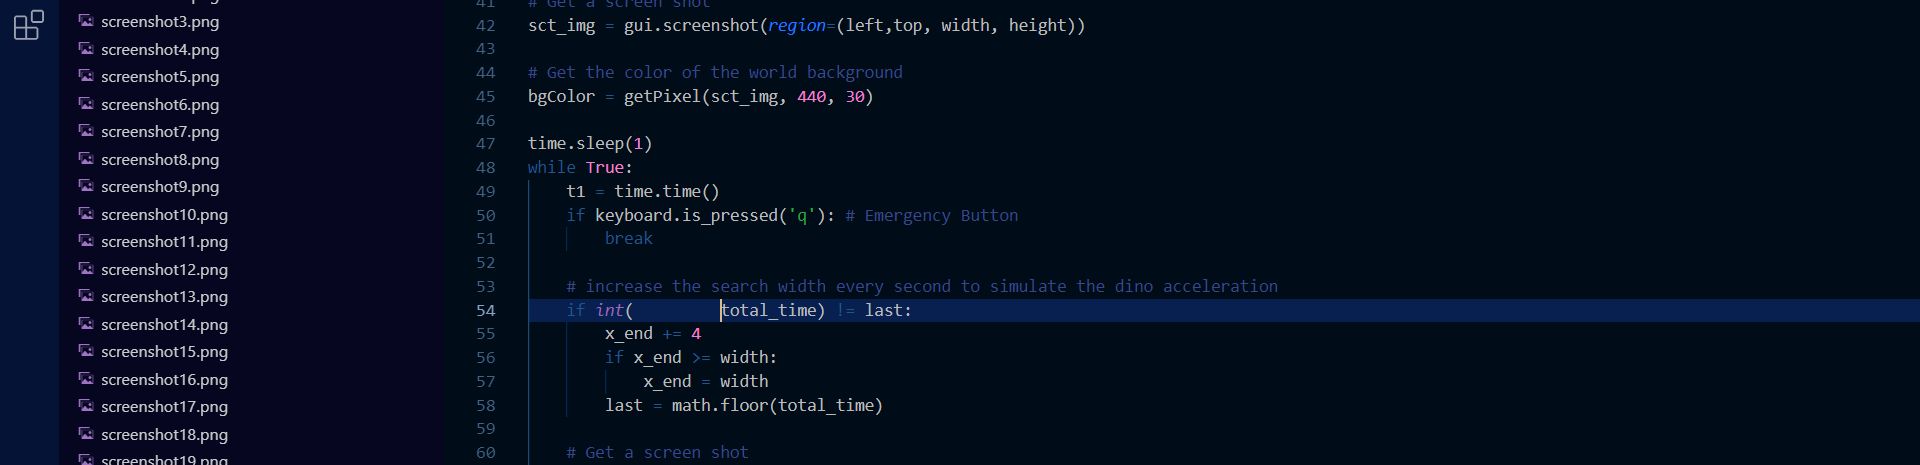 screenshot3.png
screenshot4.png
screenshot5.png
screenshot6.png
screenshot7.png
screenshot8.png
screenshot9.png
screenshot10.png
screenshot11.png
screenshot12.png
screenshot13.png
screenshot14.png
screenshot15.png
screenshot16.png
screenshot17.png
screenshot18.png
screenshot19.png
41 # Get a screen shot
42 sct_img = gui.screenshot(region=(left,top, width, height))
43
44 # Get the color of the world background
45 bgColor = getPixel(sct_img, 440, 30)
46
47 time.sleep(1)
48 while True:
49     t1 = time.time()
50     if keyboard.is_pressed('q'): # Emergency Button
51         break
52
53     # increase the search width every second to simulate the dino acceleration
54     if int(         total_time) != last:
55         x_end += 4
56         if x_end >= width:
57             x_end = width
58         last = math.floor(total_time)
59
60     # Get a screen shot